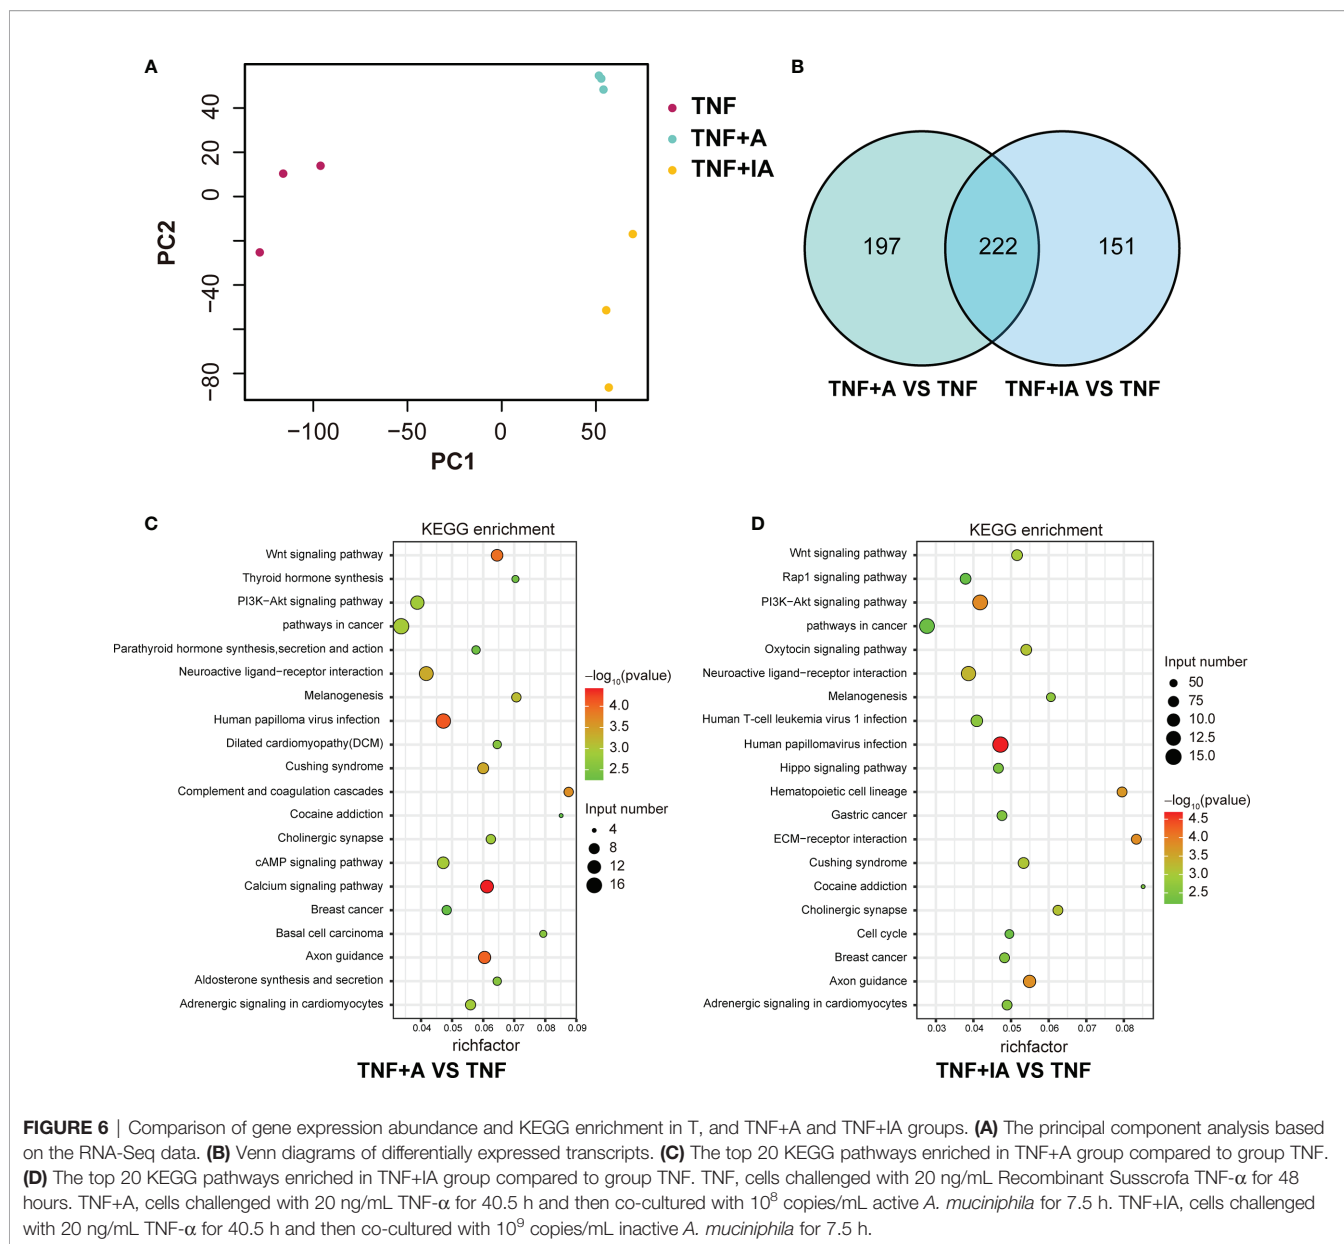 A
B
40
20
0
−40
−80
PC2
−100
−50
0
50
PC1
TNF
TNF+A
TNF+IA
197
222
151
TNF+A VS TNF
TNF+IA VS TNF
C
KEGG enrichment
Wnt signaling pathway
Thyroid hormone synthesis
PI3K−Akt signaling pathway
pathways in cancer
Parathyroid hormone synthesis,secretion and action
Neuroactive ligand−receptor interaction
Melanogenesis
Human papilloma virus infection
Dilated cardiomyopathy(DCM)
Cushing syndrome
Complement and coagulation cascades
Cocaine addiction
Cholinergic synapse
cAMP signaling pathway
Calcium signaling pathway
Breast cancer
Basal cell carcinoma
Axon guidance
Aldosterone synthesis and secretion
Adrenergic signaling in cardiomyocytes
0.04
0.05
0.06
0.07
0.08
0.09
richfactor
TNF+A VS TNF
−log10(pvalue)
4.0
3.5
3.0
2.5
Input number
4
8
12
16
D
KEGG enrichment
Wnt signaling pathway
Rap1 signaling pathway
PI3K−Akt signaling pathway
pathways in cancer
Oxytocin signaling pathway
Neuroactive ligand−receptor interaction
Melanogenesis
Human T-cell leukemia virus 1 infection
Human papillomavirus infection
Hippo signaling pathway
Hematopoietic cell lineage
Gastric cancer
ECM−receptor interaction
Cushing syndrome
Cocaine addiction
Cholinergic synapse
Cell cycle
Breast cancer
Axon guidance
Adrenergic signaling in cardiomyocytes
0.03
0.04
0.05
0.06
0.07
0.08
richfactor
TNF+IA VS TNF
Input number
50
75
10.0
12.5
15.0
−log10(pvalue)
4.5
4.0
3.5
3.0
2.5
FIGURE 6 | Comparison of gene expression abundance and KEGG enrichment in T, and TNF+A and TNF+IA groups. (A) The principal component analysis based
on the RNA-Seq data. (B) Venn diagrams of differentially expressed transcripts. (C) The top 20 KEGG pathways enriched in TNF+A group compared to group TNF.
(D) The top 20 KEGG pathways enriched in TNF+IA group compared to group TNF. TNF, cells challenged with 20 ng/mL Recombinant Susscrofa TNF-α for 48
hours. TNF+A, cells challenged with 20 ng/mL TNF-α for 40.5 h and then co-cultured with 10⁸ copies/mL active A. muciniphila for 7.5 h. TNF+IA, cells challenged
with 20 ng/mL TNF-α for 40.5 h and then co-cultured with 10⁹ copies/mL inactive A. muciniphila for 7.5 h.